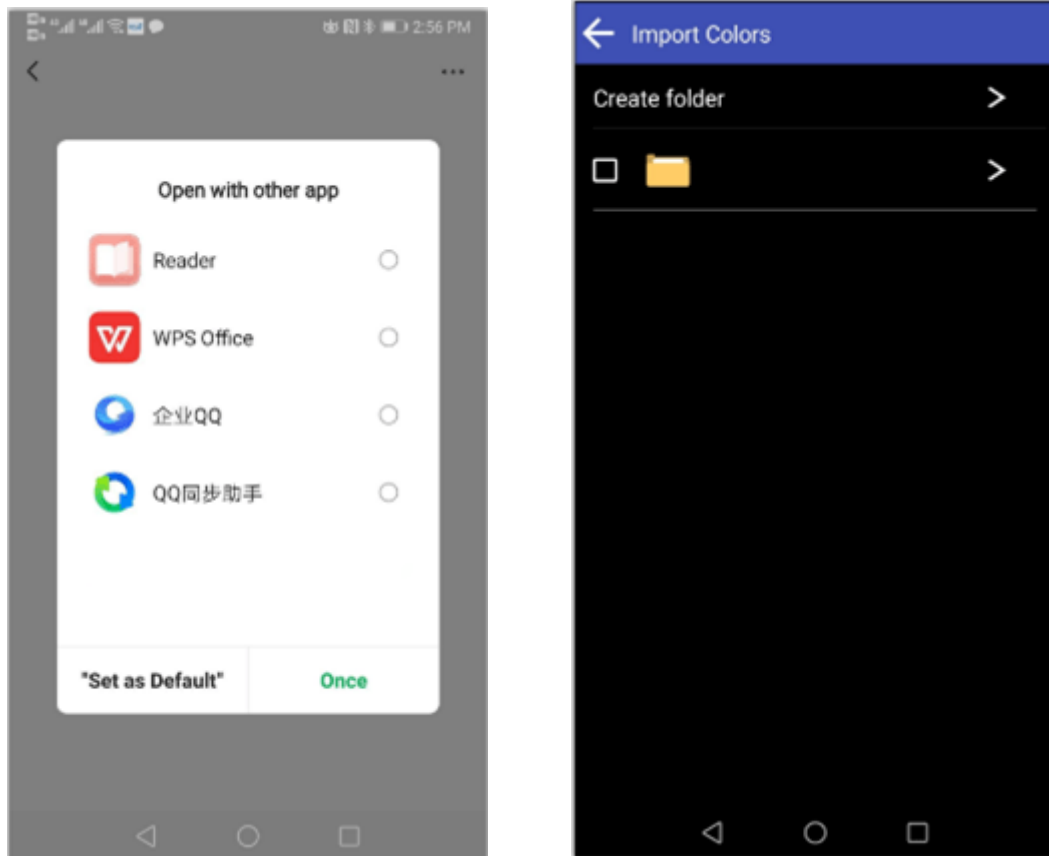 2:56 PM
Open with other app
Reader
WPS Office
企业QQ
QQ同步助手
"Set as Default"
Once
Import Colors
Create folder